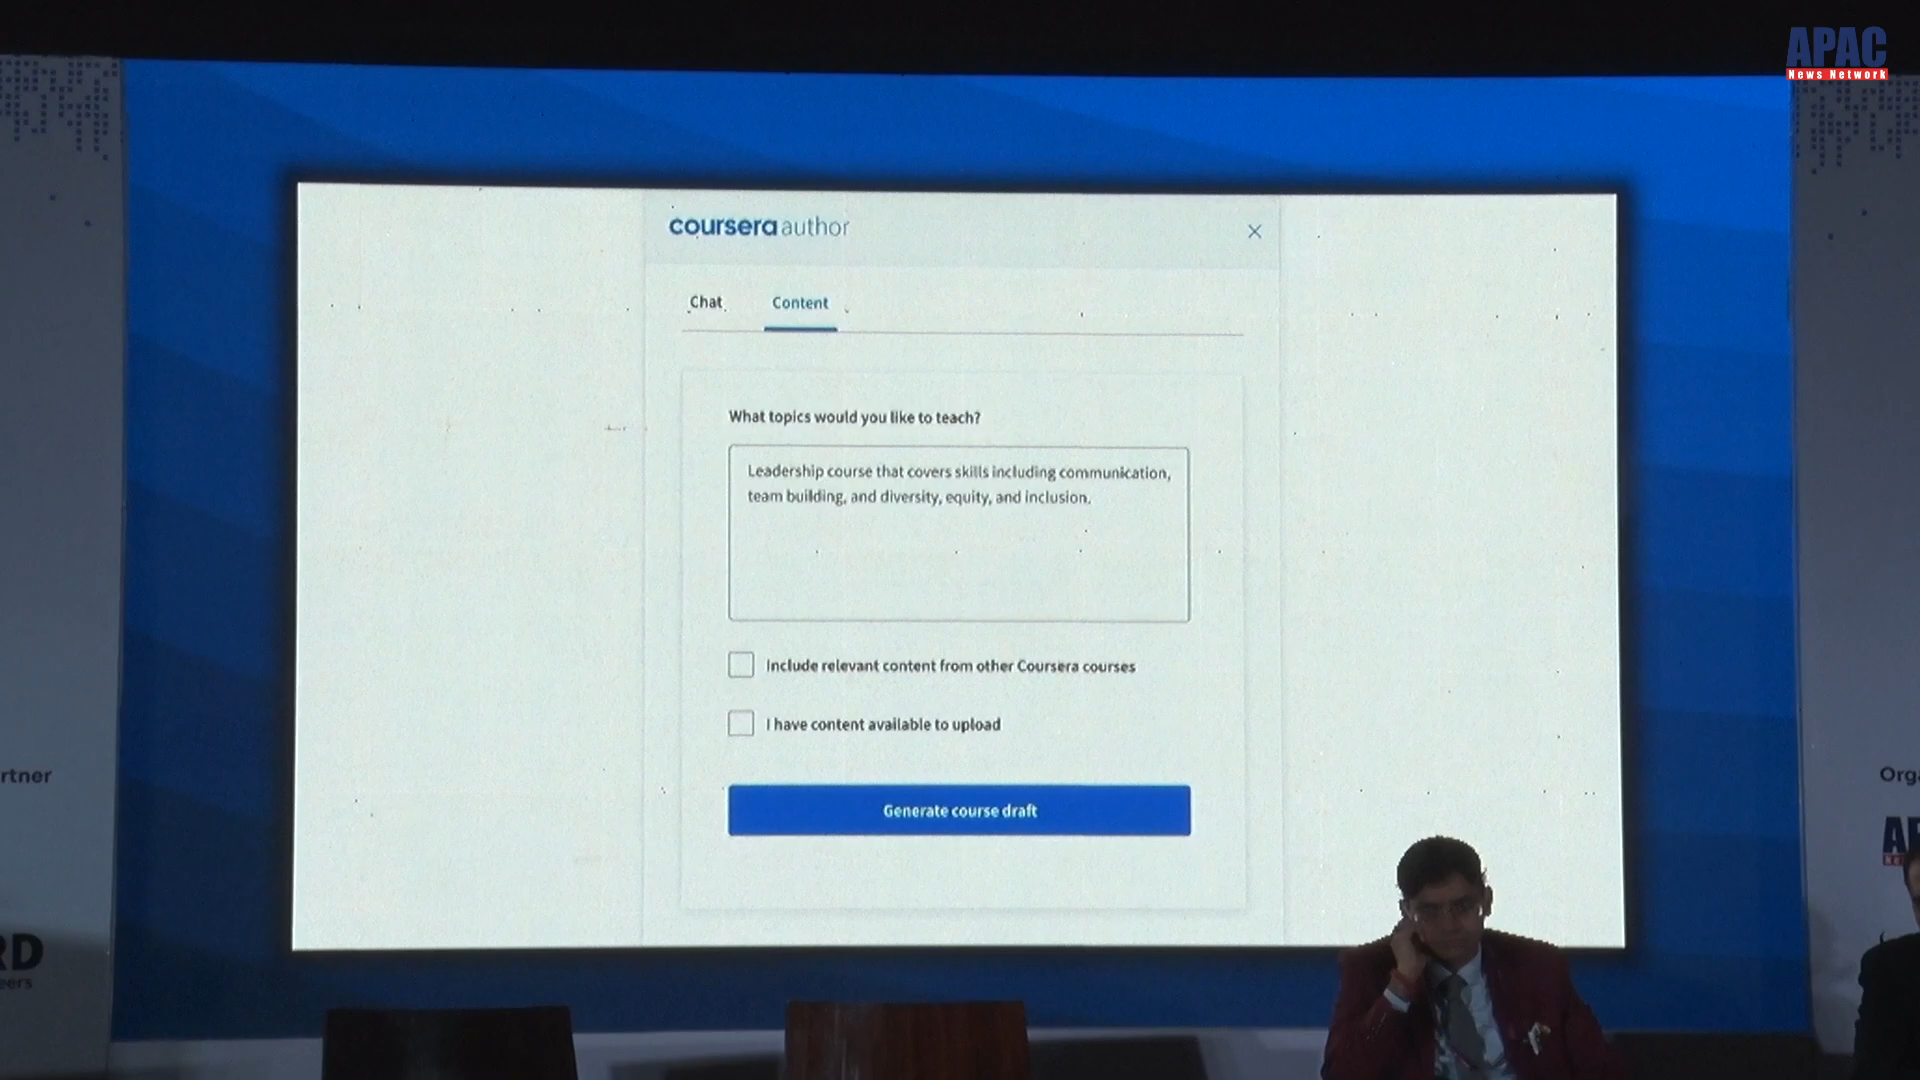 APAC
News Network
coursera author
Chat
Content
What topics would you like to teach?
Leadership course that covers skills including communication,
team building, and diversity, equity, and inclusion.
Include relevant content from other Coursera courses
I have content available to upload
Generate course draft
rtner
RD
eers
Org